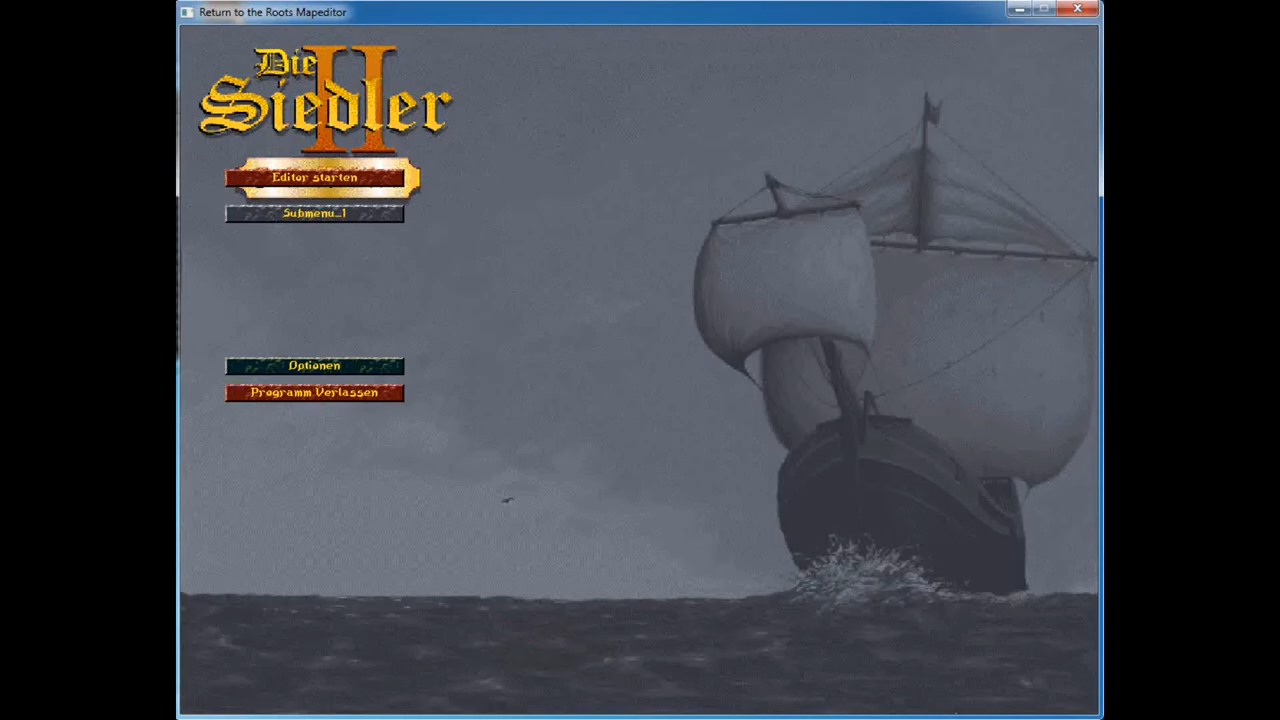 Return to the Roots Mapeditor
Die
Siedler
II
Editor starten
Submenu_1
Optionen
Programm Verlassen